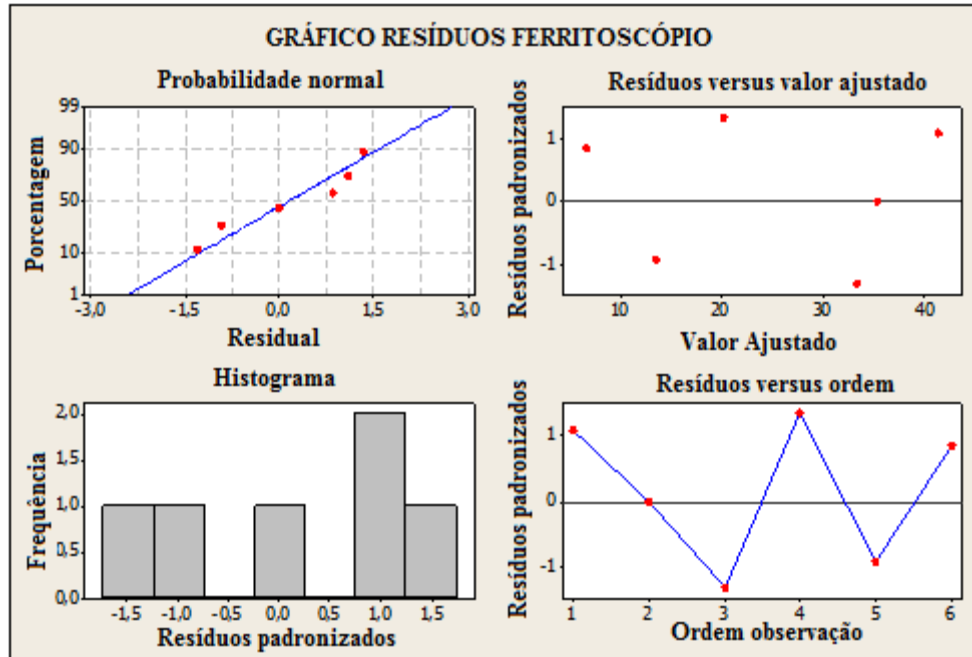 GRÁFICO RESÍDUOS FERRITOSCÓPIO
Probabilidade normal
Porcentagem
99
90
50
10
1
-3,0 -1,5 0,0 1,5 3,0
Residual
Resíduos versus valor ajustado
Resíduos padronizados
1
0
-1
10 20 30 40
Valor Ajustado
Histograma
Frequência
2,0
1,5
1,0
0,5
0,0
-1,5 -1,0 -0,5 0,0 0,5 1,0 1,5
Resíduos padronizados
Resíduos versus ordem
Resíduos padronizados
1
0
-1
1 2 3 4 5 6
Ordem observação